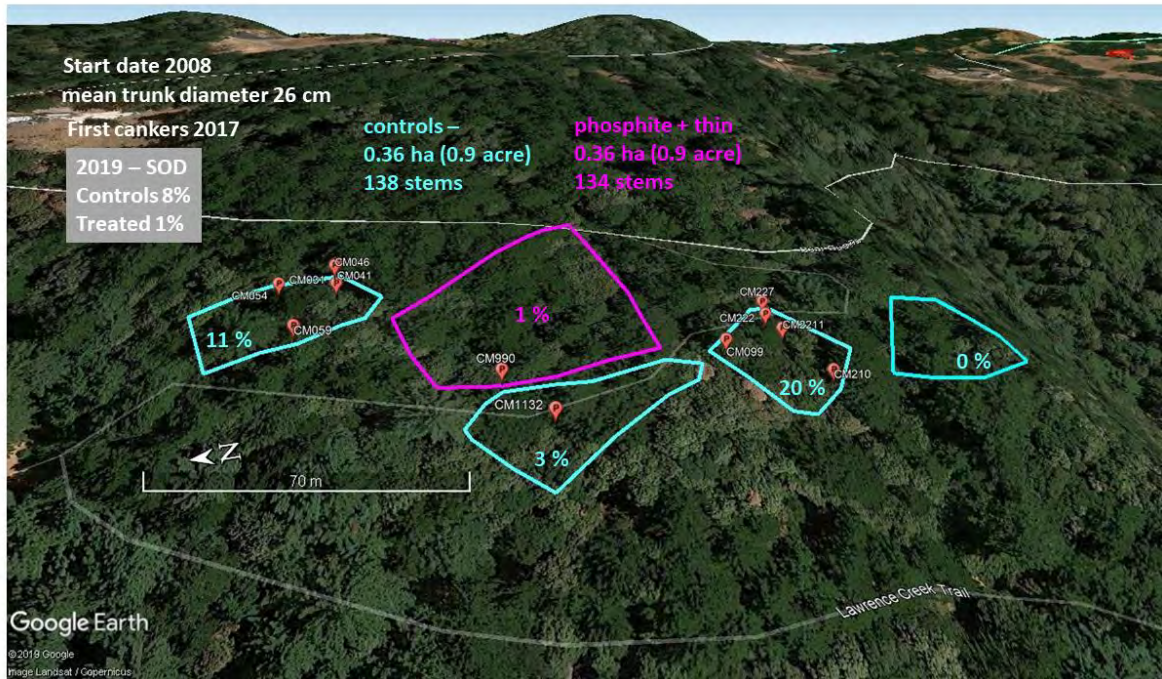 Start date 2008
mean trunk diameter 26 cm
First cankers 2017
2019 – SOD
Controls 8%
Treated 1%
controls –
0.36 ha (0.9 acre)
138 stems
phosphite + thin
0.36 ha (0.9 acre)
134 stems
CM046
CM041
CM054
CM059
11 %
1 %
CM990
CM1132
3 %
CM227
CM222
CM2211
CM099
CM210
20 %
0 %
N
70 m
Lawrence Creek Trail
Google Earth
©2019 Google
Image Landsat / Copernicus